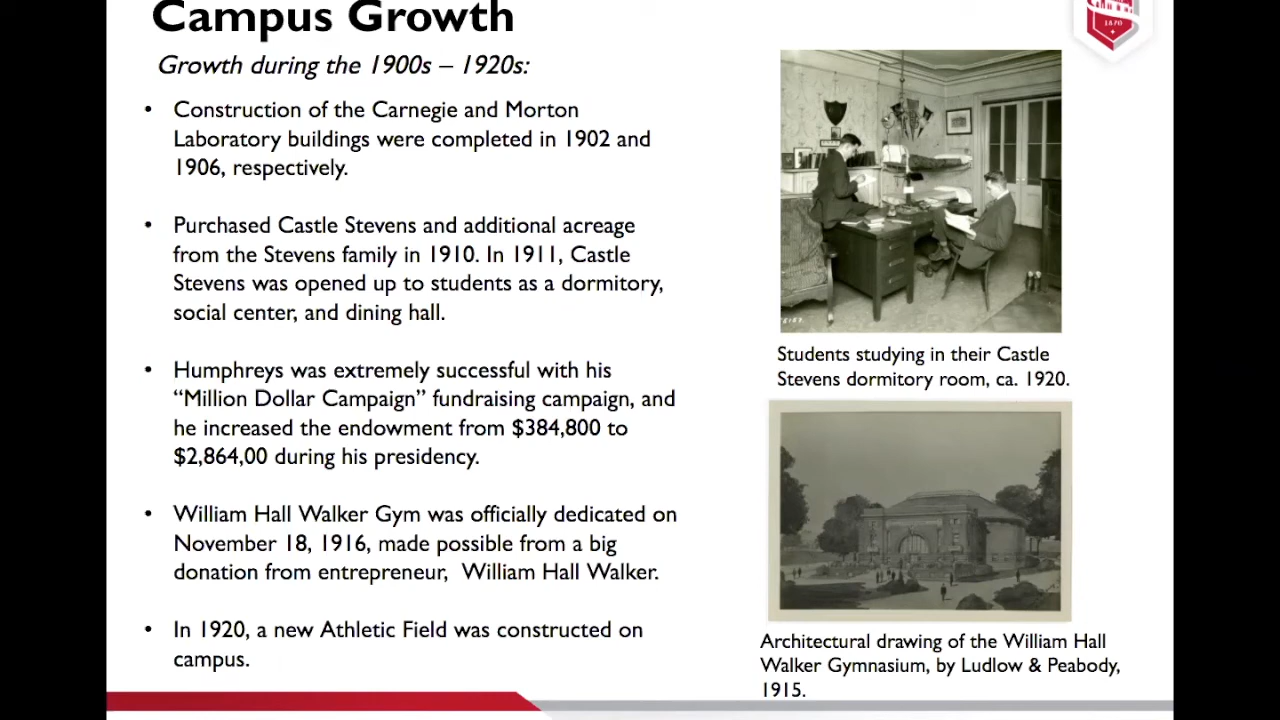 Campus Growth
Growth during the 1900s – 1920s:
• Construction of the Carnegie and Morton
Laboratory buildings were completed in 1902 and
1906, respectively.
• Purchased Castle Stevens and additional acreage
from the Stevens family in 1910. In 1911, Castle
Stevens was opened up to students as a dormitory,
social center, and dining hall.
• Humphreys was extremely successful with his
“Million Dollar Campaign” fundraising campaign, and
he increased the endowment from $384,800 to
$2,864,00 during his presidency.
• William Hall Walker Gym was officially dedicated on
November 18, 1916, made possible from a big
donation from entrepreneur,  William Hall Walker.
• In 1920, a new Athletic Field was constructed on
campus.
1870
Students studying in their Castle
Stevens dormitory room, ca. 1920.
Architectural drawing of the William Hall
Walker Gymnasium, by Ludlow & Peabody,
1915.